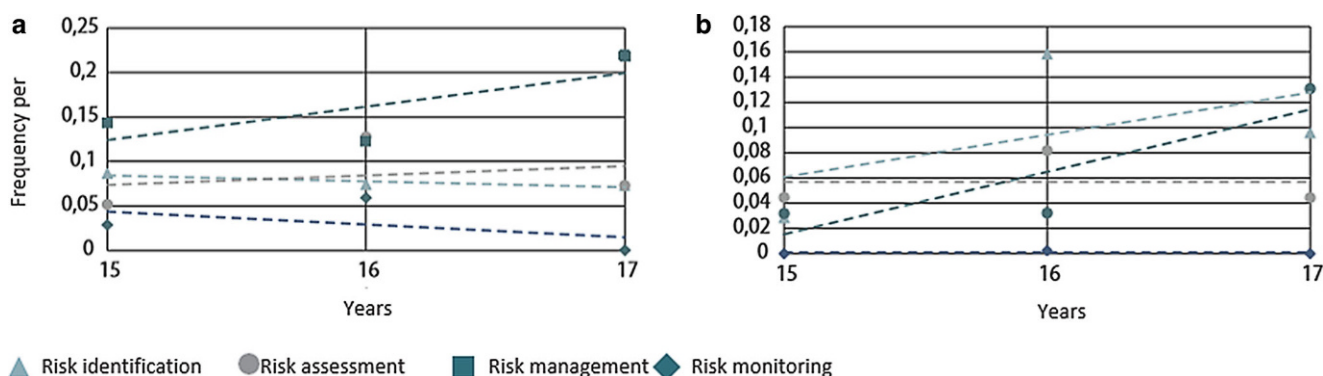 a
Frequency per
0,25
0,2
0,15
0,1
0,05
0
15 16 17
Years
b
0,18
0,16
0,14
0,12
0,1
0,08
0,06
0,04
0,02
0
15 16 17
Years
Risk identification Risk assessment Risk management Risk monitoring